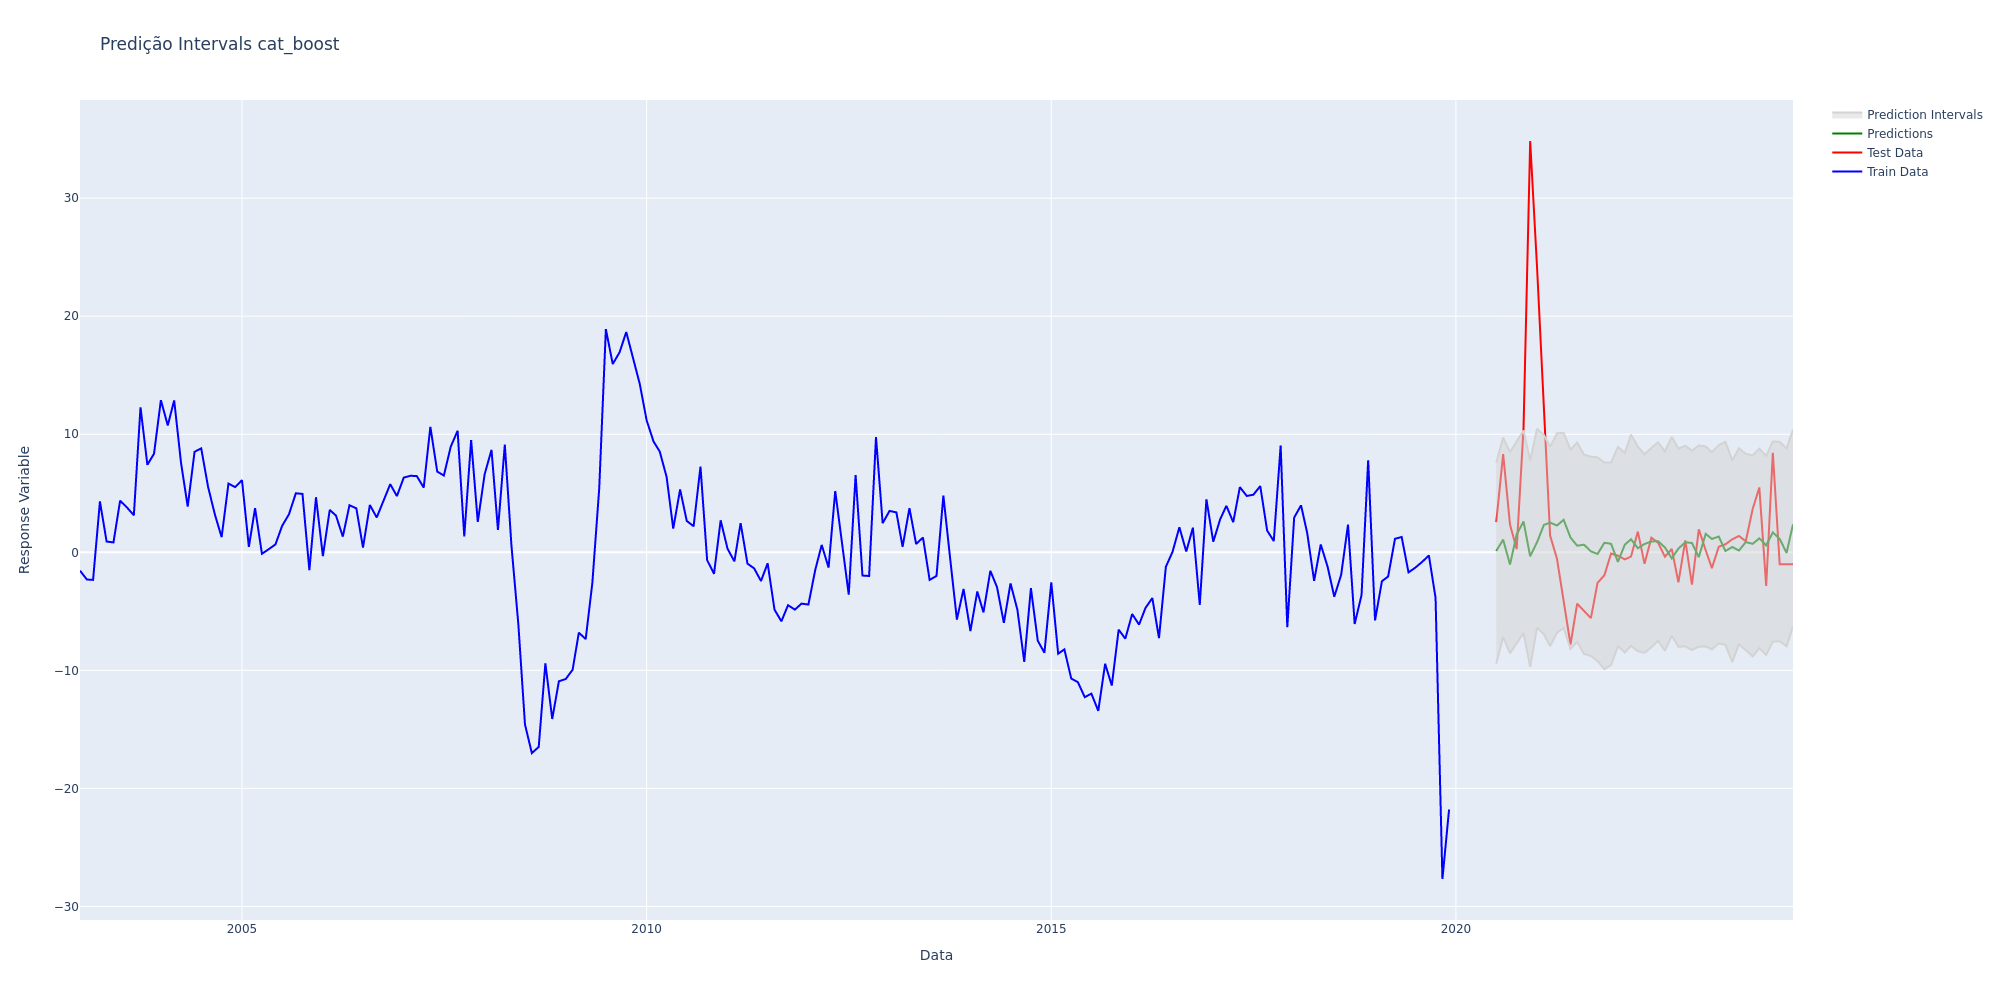 Predição Intervals cat_boost
Prediction Intervals
Predictions
Test Data
Train Data
Response Variable
30
20
10
0
−10
−20
−30
2005
2010
2015
2020
Data